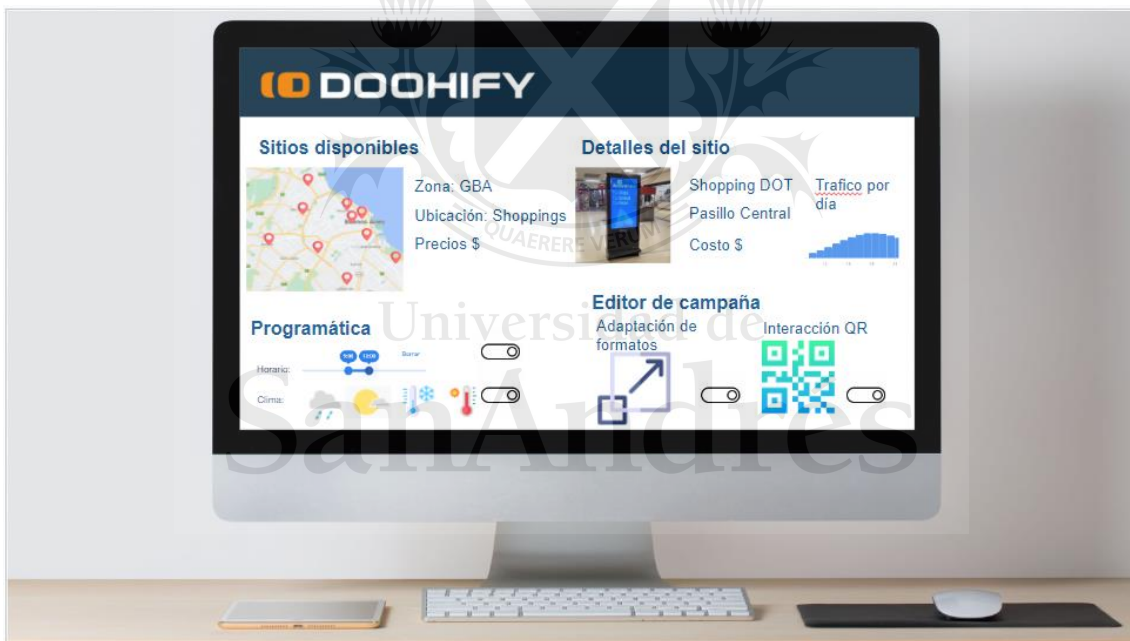 DOOHIFY
Sitios disponibles
Zona: GBA
Ubicación: Shoppings
Precios $
Detalles del sitio
Shopping DOT
Pasillo Central
Costo $
Trafico por
día
Programática
Horario:
Borrar
Clima:
Editor de campaña
Adaptación de
formatos
Interacción QR
QUAERERE VERUM
Universidad de
SanAndres